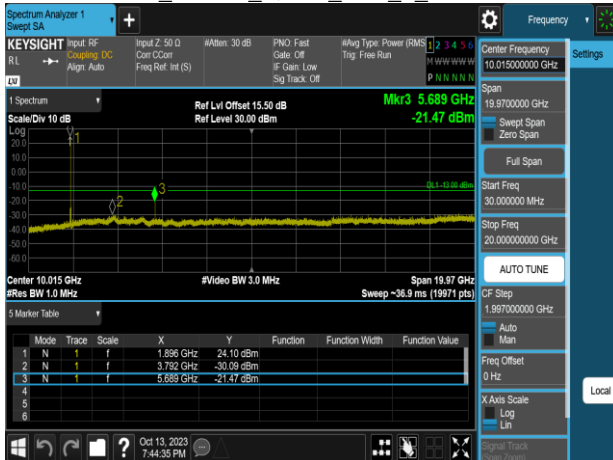 Spectrum Analyzer 1
Swept SA
+
Frequency
KEYSIGHT
RL
LXI
Input: RF
Coupling: DC
Align: Auto
Input Z: 50 Ω
Corr CCorr
Freq Ref: Int (S)
#Atten: 30 dB
PNO: Fast
Gate: Off
IF Gain: Low
Sig Track: Off
#Avg Type: Power (RMS
Trig: Free Run
1 2 3 4 5 6
M W W W W W
P N N N N N
Center Frequency
10.015000000 GHz
Settings
1 Spectrum
Scale/Div 10 dB
Ref Lvl Offset 15.50 dB
Ref Level 30.00 dBm
Mkr3 5.689 GHz
-21.47 dBm
Span
19.9700000 GHz
Swept Span
Zero Span
Full Span
Log
20.0
10.0
0.00
-10.0
-20.0
-30.0
-40.0
-50.0
-60.0
1
2
3
DL1 -13.00 dBm
Start Freq
30.000000 MHz
Stop Freq
20.000000000 GHz
AUTO TUNE
Center 10.015 GHz
#Res BW 1.0 MHz
#Video BW 3.0 MHz
Span 19.97 GHz
Sweep ~36.9 ms (19971 pts)
5 Marker Table
Mode Trace Scale X Y Function Function Width Function Value
1 N 1 f 1.896 GHz 24.10 dBm
2 N 1 f 3.792 GHz -30.09 dBm
3 N 1 f 5.689 GHz -21.47 dBm
4
5
6
CF Step
1.997000000 GHz
Auto
Man
Freq Offset
0 Hz
X Axis Scale
Log
Lin
Local
Signal Track
(Span Zoom)
?
Oct 13, 2023
7:44:35 PM